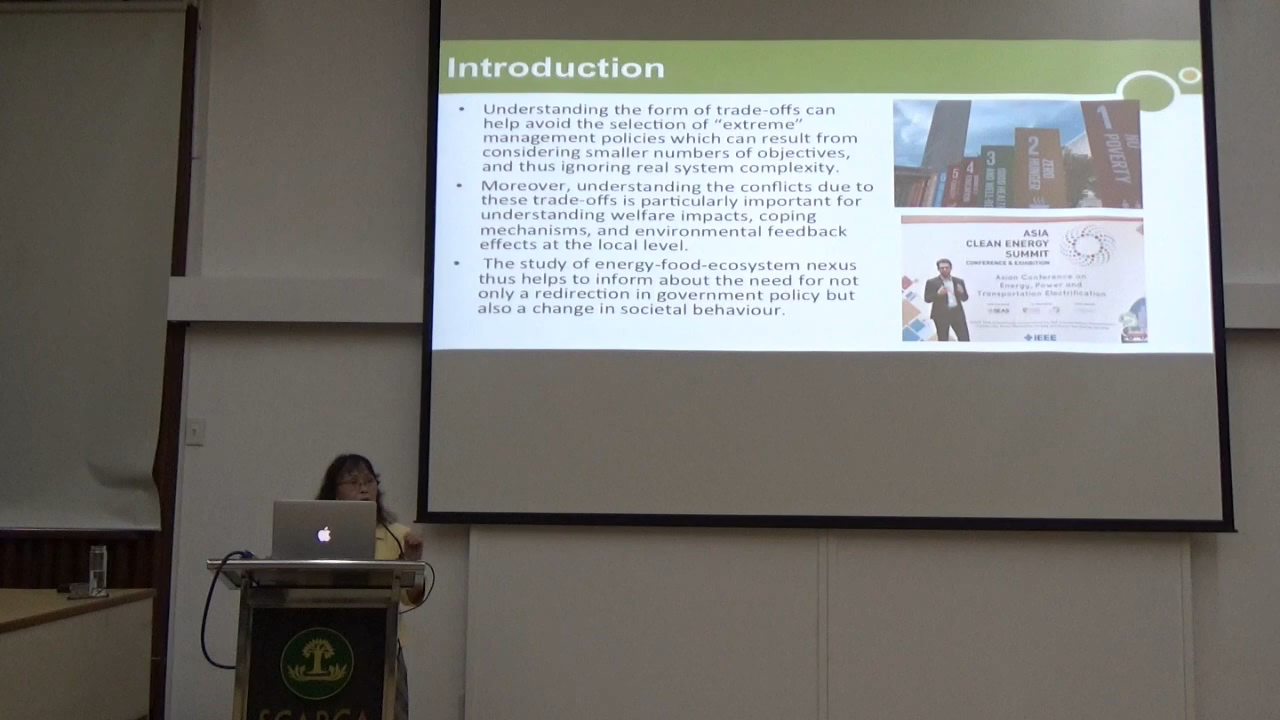 Introduction
Understanding the form of trade-offs can
help avoid the selection of “extreme”
management policies which can result from
considering smaller numbers of objectives,
and thus ignoring real system complexity.
Moreover, understanding the conflicts due to
these trade-offs is particularly important for
understanding welfare impacts, coping
mechanisms, and environmental feedback
effects at the local level.
The study of energy-food-ecosystem nexus
thus helps to inform about the need for not
only a redirection in government policy but
also a change in societal behaviour.
1
NO
POVERTY
2
ZERO
HUNGER
3
4
5
ASIA
CLEAN ENERGY
SUMMIT
CONFERENCE & EXHIBITION
Asian Conference on
Energy, Power and
Transportation Electrification
IEEE